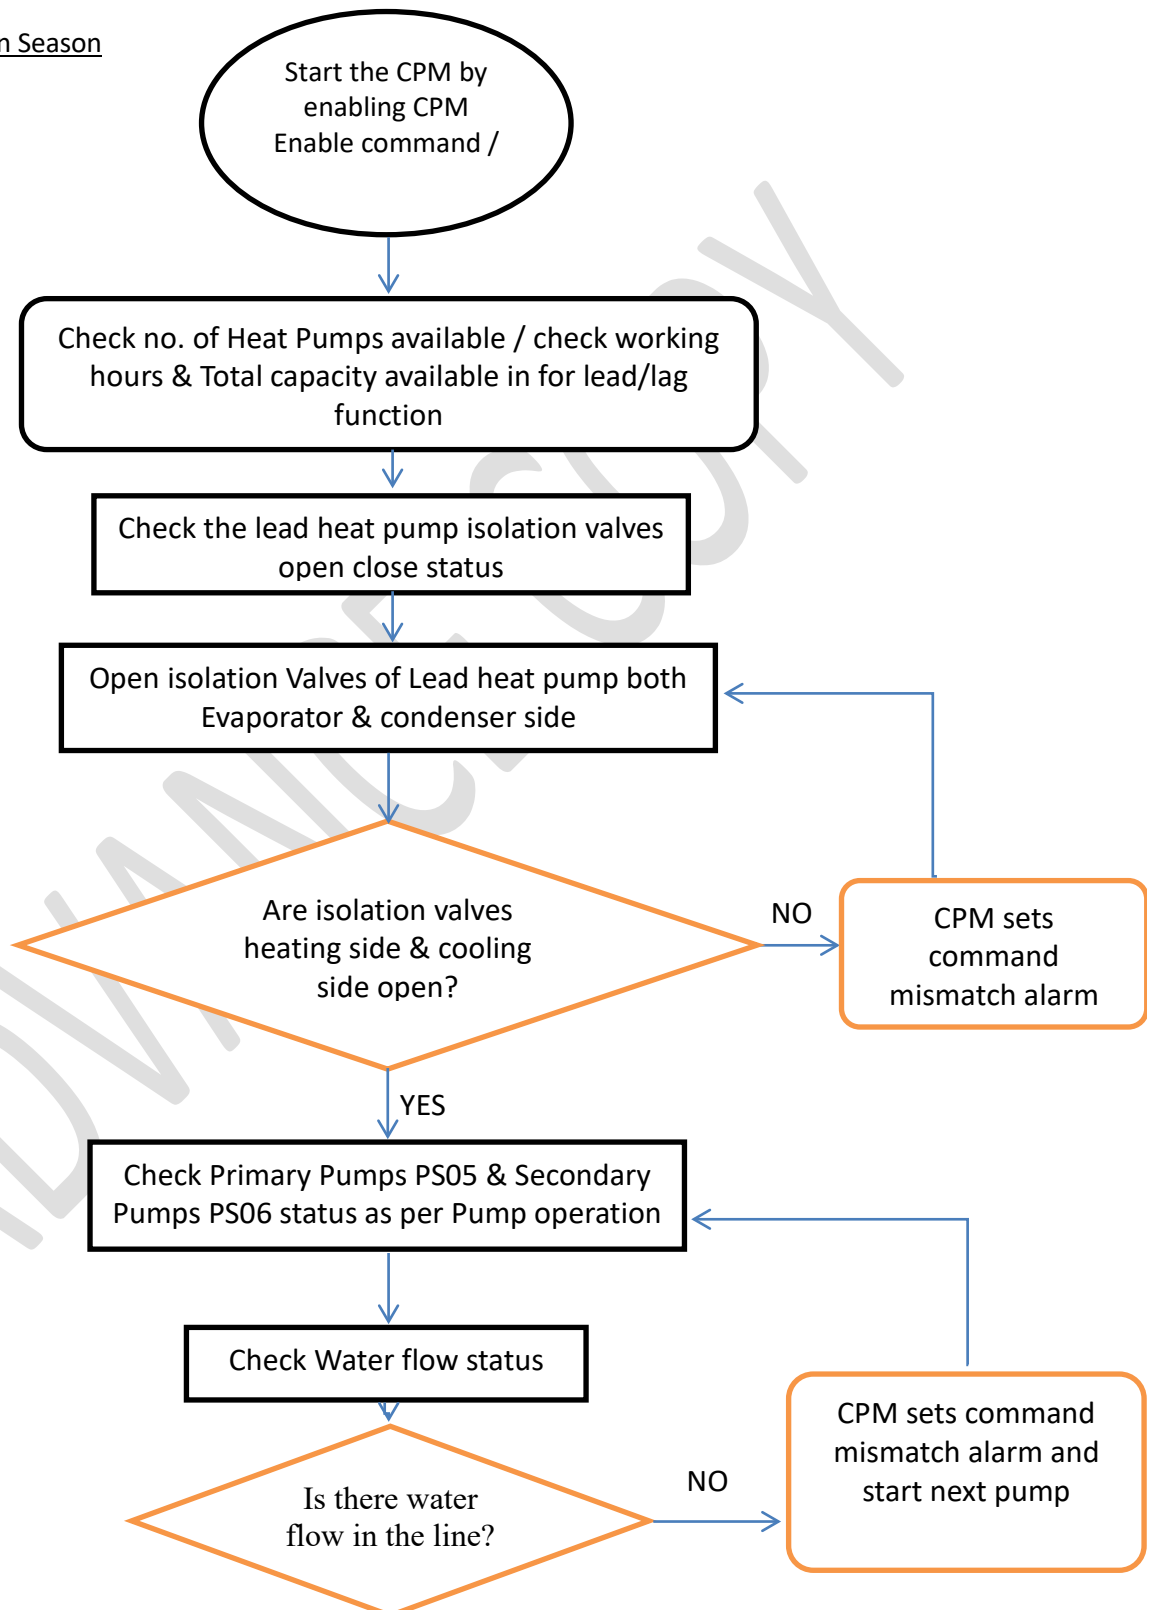 n Season
Start the CPM by
enabling CPM
Enable command /
Check no. of Heat Pumps available / check working
hours & Total capacity available in for lead/lag
function
Check the lead heat pump isolation valves
open close status
Open isolation Valves of Lead heat pump both
Evaporator & condenser side
Are isolation valves
heating side & cooling
side open?
NO
CPM sets
command
mismatch alarm
YES
Check Primary Pumps PS05 & Secondary
Pumps PS06 status as per Pump operation
Check Water flow status
Is there water
flow in the line?
NO
CPM sets command
mismatch alarm and
start next pump
ADVANCE COPY